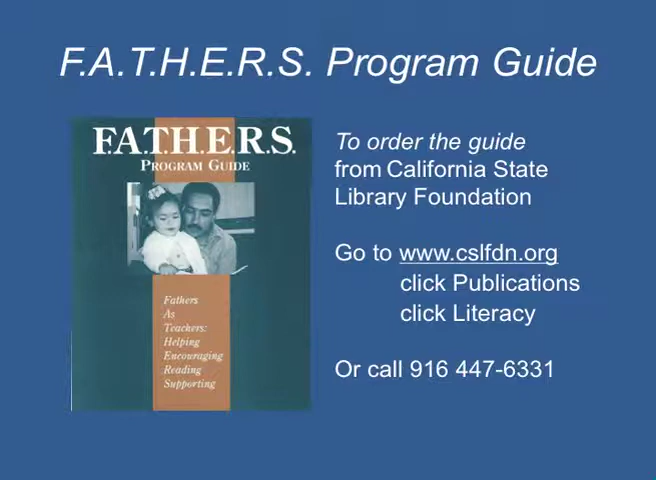 F.A.T.H.E.R.S. Program Guide
F.A.T.H.E.R.S.
PROGRAM GUIDE
Fathers
As
Teachers:
Helping
Encouraging
Reading
Supporting
To order the guide
from California State
Library Foundation
Go to www.cslfdn.org
click Publications
click Literacy
Or call 916 447-6331